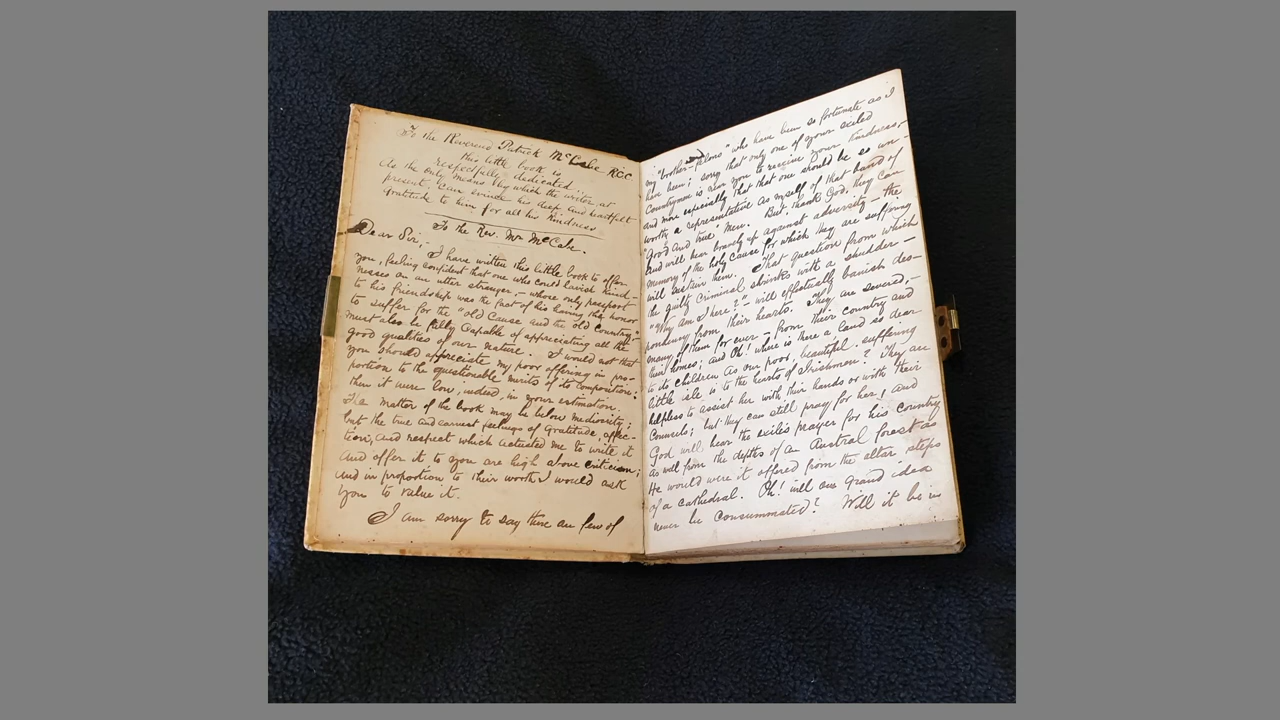 To the Reverend Patrick McCabe RCC
this little book is
respectfully dedicated
As the only means by which the writer, at
present, can evince his deep and heartfelt
gratitude to him for all his kindness
To the Rev. Mr McCabe.
Dear Sir,
I have written this little book to offer
you, feeling confident that one who could lavish kind-
nesses on an utter stranger, – whose only passport
to his friendship was the fact of his having the honor
to suffer for the "old Cause and the old Country"
must also be fully capable of appreciating all the
good qualities of our nature. I would not that
you should appreciate my poor offering in pro-
portion to the questionable merits of its composition:
then it were low, indeed, in your estimation.
The matter of the book may be below mediocrity;
but the true and earnest feelings of gratitude, affec-
tion, and respect which actuated me to write it
and offer it to you are high above criticism;
and in proportion to their worth I would ask
you to value it.
I am sorry to say there are few of
my "brother-felons" who have been so fortunate as I
have been; sorry that only one of your exiled
Countrymen is near you to receive your kindness,–
and more especially that that one should be so un-
worthy a representative as myself of that band of
"good and true" men. But, thank God, they can
and will bear bravely up against adversity – the
memory of the holy cause for which they are suffering
will sustain them. That question from which
the guilty criminal shrinks with a shudder –
"Why am I here?" – will effectually banish des-
pondency from their hearts. They are severed,–
many of them for ever – from their country and
their homes; and Oh! where is there a land so dear
to its children as our poor, beautiful, suffering
little isle is to the hearts of Irishmen? They are
helpless to assist her with their hands or with their
Counsels; but they can still pray for her; and
God will hear the exile's prayer for his country
as well from the depths of an Austral forest as
He would were it offered from the altar steps
of a cathedral. Oh! will our grand idea
never be consummated? Will it be in